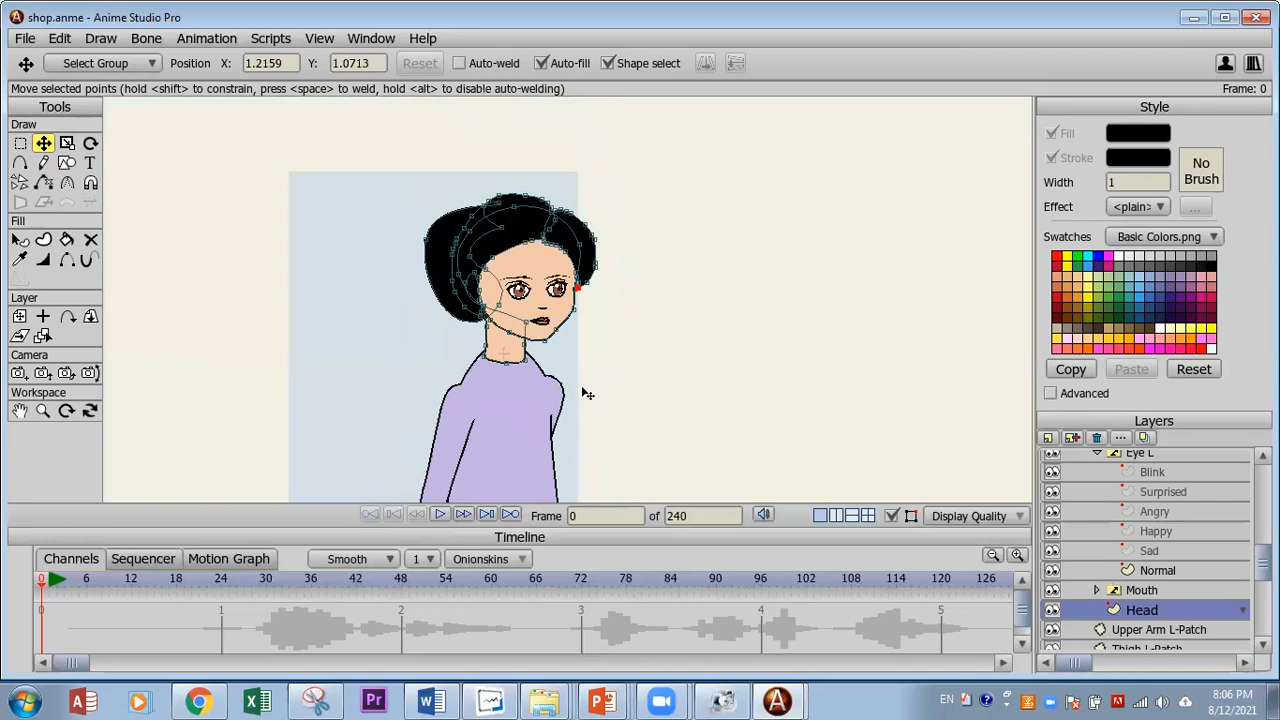 shop.anme - Anime Studio Pro
File Edit Draw Bone Animation Scripts View Window Help
Select Group Position X: 1.2159 Y: 1.0713 Reset Auto-weld Auto-fill Shape select
Move selected points (hold <shift> to constrain, press <space> to weld, hold <alt> to disable auto-welding) Frame: 0
Tools
Draw
T
Fill
Layer
Camera
Workspace
Style
Fill
Stroke
No Brush
Width 1
Effect <plain> ...
Swatches Basic Colors.png
Copy Paste Reset
Advanced
Layers
Eye L
Blink
Surprised
Angry
Happy
Sad
Normal
Mouth
Head
Upper Arm L-Patch
Thigh L-Patch
Frame 0 of 240 Display Quality
Timeline
Channels Sequencer Motion Graph Smooth 1 Onionskins
0 6 12 18 24 30 36 42 48 54 60 66 72 78 84 90 96 102 108 114 120 126
0 1 2 3 4 5
EN 8:06 PM
8/12/2021